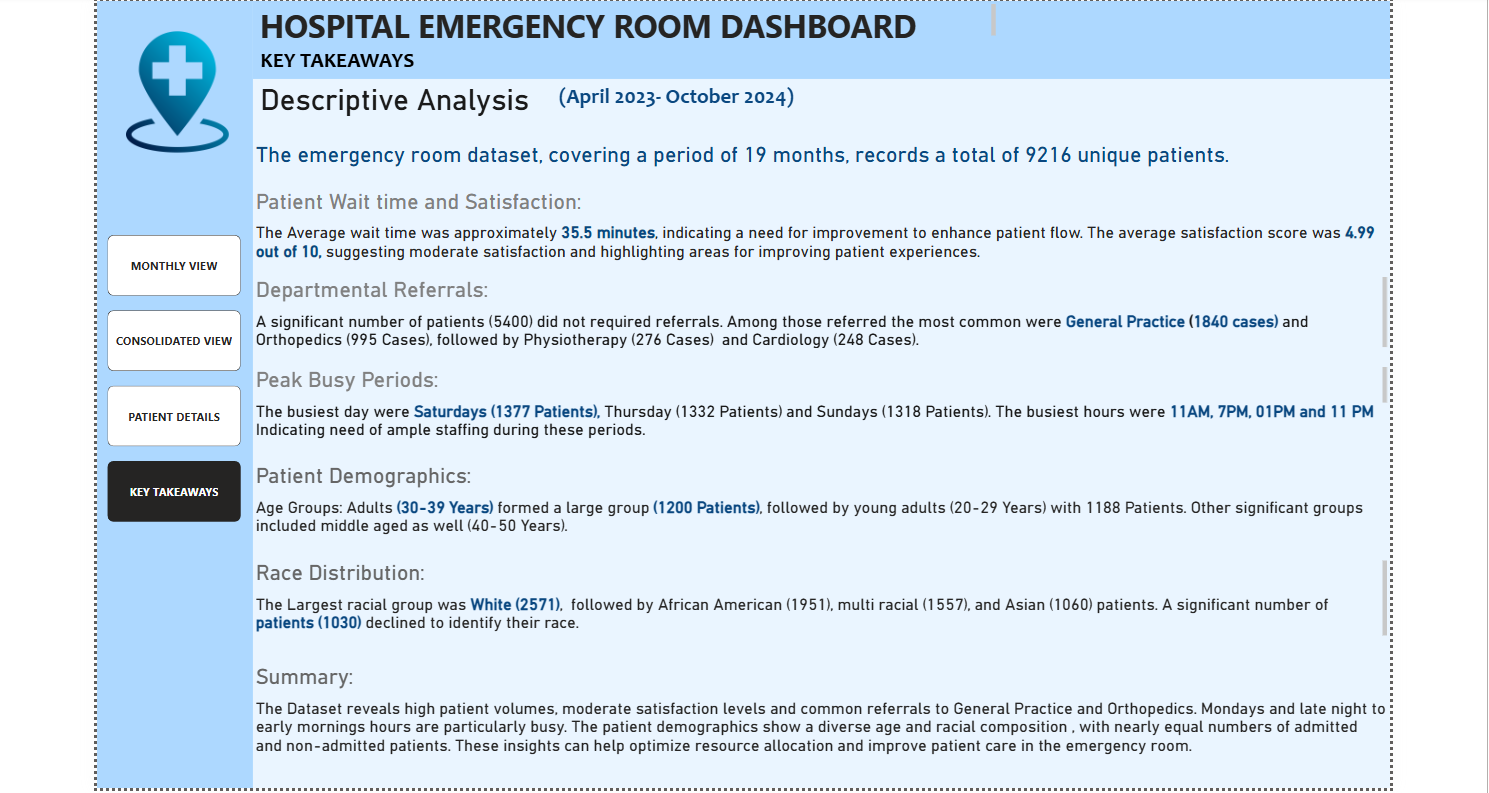 HOSPITAL EMERGENCY ROOM DASHBOARD
KEY TAKEAWAYS
Descriptive Analysis (April 2023- October 2024)
The emergency room dataset, covering a period of 19 months, records a total of 9216 unique patients.
Patient Wait time and Satisfaction:
The Average wait time was approximately 35.5 minutes, indicating a need for improvement to enhance patient flow. The average satisfaction score was 4.99
out of 10, suggesting moderate satisfaction and highlighting areas for improving patient experiences.
MONTHLY VIEW
CONSOLIDATED VIEW
PATIENT DETAILS
KEY TAKEAWAYS
Departmental Referrals:
A significant number of patients (5400) did not required referrals. Among those referred the most common were General Practice (1840 cases) and
Orthopedics (995 Cases), followed by Physiotherapy (276 Cases) and Cardiology (248 Cases).
Peak Busy Periods:
The busiest day were Saturdays (1377 Patients), Thursday (1332 Patients) and Sundays (1318 Patients). The busiest hours were 11AM, 7PM, 01PM and 11 PM
Indicating need of ample staffing during these periods.
Patient Demographics:
Age Groups: Adults (30-39 Years) formed a large group (1200 Patients), followed by young adults (20-29 Years) with 1188 Patients. Other significant groups
included middle aged as well (40-50 Years).
Race Distribution:
The Largest racial group was White (2571), followed by African American (1951), multi racial (1557), and Asian (1060) patients. A significant number of
patients (1030) declined to identify their race.
Summary:
The Dataset reveals high patient volumes, moderate satisfaction levels and common referrals to General Practice and Orthopedics. Mondays and late night to
early mornings hours are particularly busy. The patient demographics show a diverse age and racial composition , with nearly equal numbers of admitted
and non-admitted patients. These insights can help optimize resource allocation and improve patient care in the emergency room.